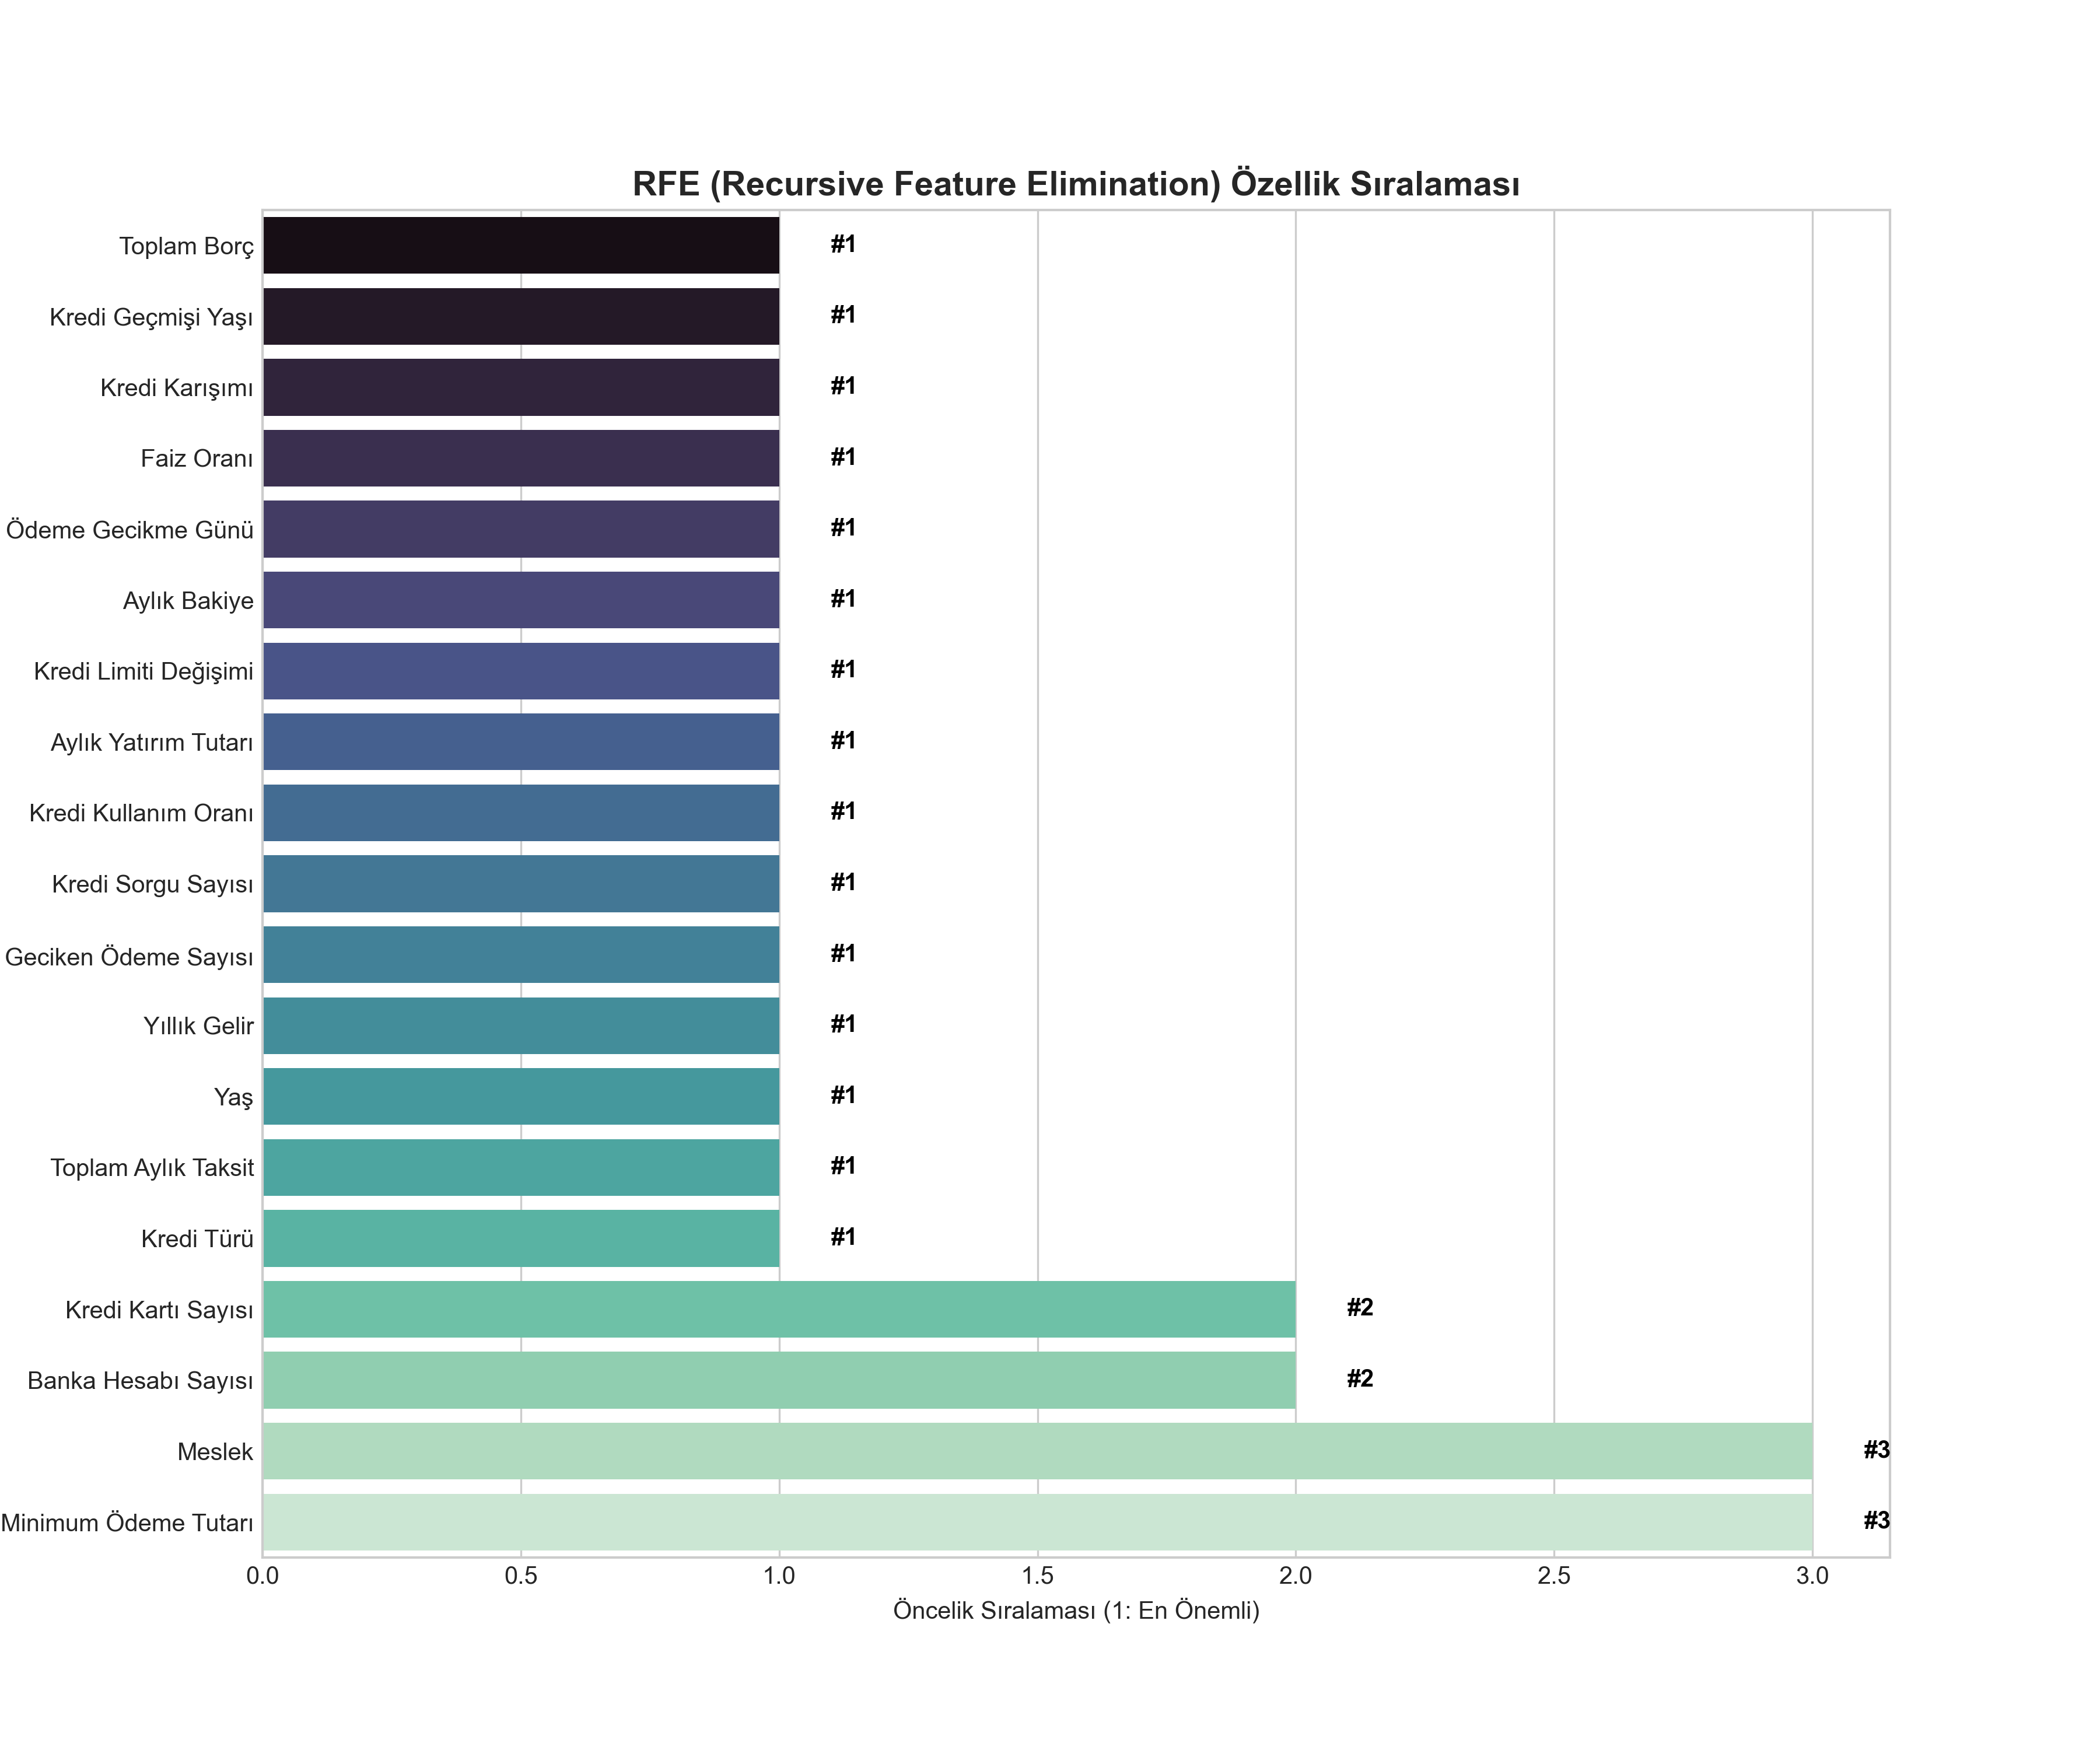 RFE (Recursive Feature Elimination) Özellik Sıralaması
Toplam Borç #1
Kredi Geçmişi Yaşı #1
Kredi Karışımı #1
Faiz Oranı #1
Ödeme Gecikme Günü #1
Aylık Bakiye #1
Kredi Limiti Değişimi #1
Aylık Yatırım Tutarı #1
Kredi Kullanım Oranı #1
Kredi Sorgu Sayısı #1
Geciken Ödeme Sayısı #1
Yıllık Gelir #1
Yaş #1
Toplam Aylık Taksit #1
Kredi Türü #1
Kredi Kartı Sayısı #2
Banka Hesabı Sayısı #2
Meslek #3
Minimum Ödeme Tutarı #3
0.0 0.5 1.0 1.5 2.0 2.5 3.0
Öncelik Sıralaması (1: En Önemli)